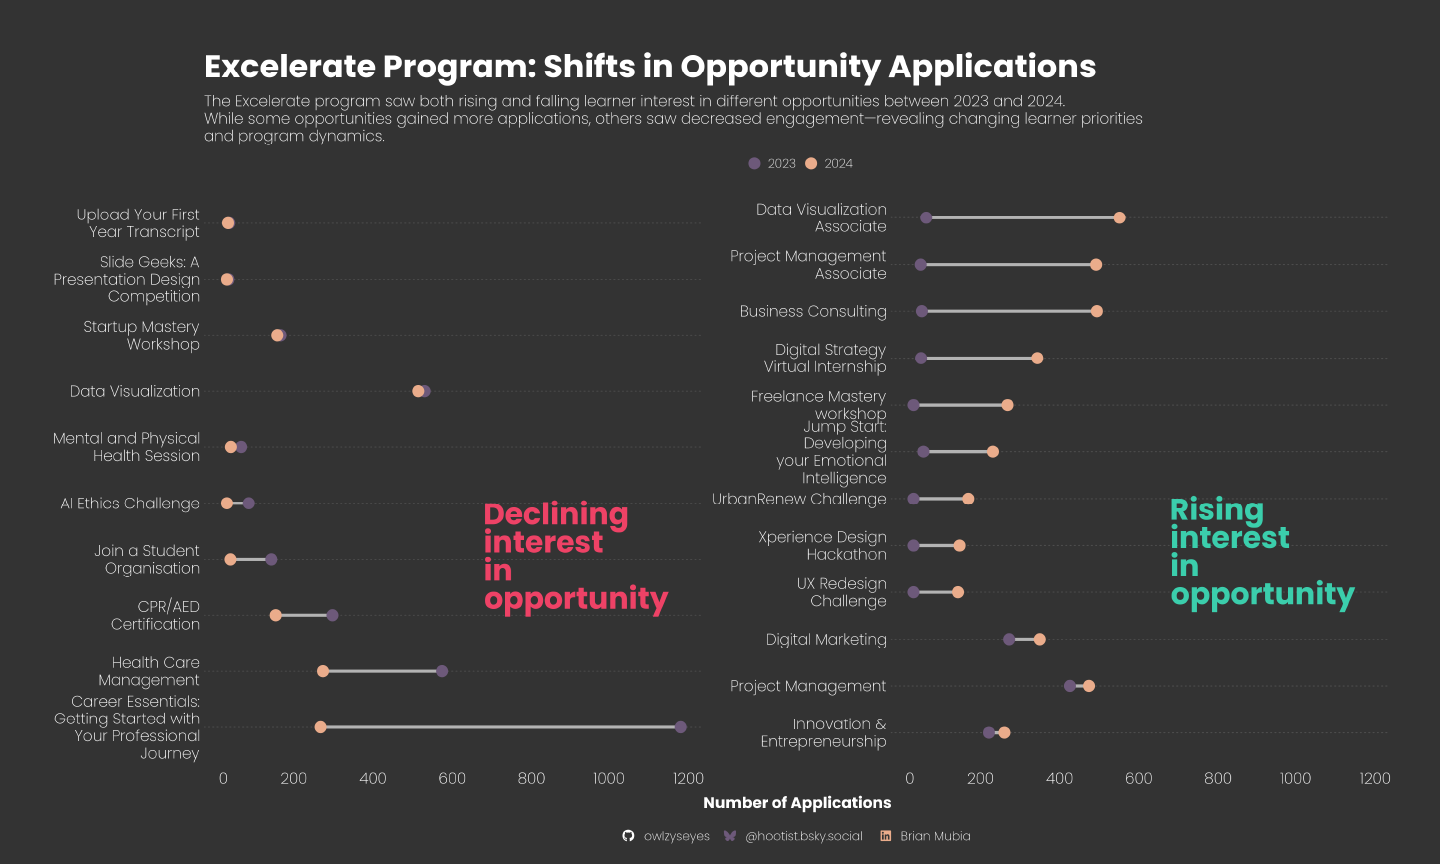 Excelerate Program: Shifts in Opportunity Applications
The Excelerate program saw both rising and falling learner interest in different opportunities between 2023 and 2024.
While some opportunities gained more applications, others saw decreased engagement—revealing changing learner priorities
and program dynamics.
2023
2024
Upload Your First
Year Transcript
Slide Geeks: A
Presentation Design
Competition
Startup Mastery
Workshop
Data Visualization
Mental and Physical
Health Session
AI Ethics Challenge
Join a Student
Organisation
CPR/AED
Certification
Health Care
Management
Career Essentials:
Getting Started with
Your Professional
Journey
Declining
interest
in
opportunity
0 200 400 600 800 1000 1200
Data Visualization
Associate
Project Management
Associate
Business Consulting
Digital Strategy
Virtual Internship
Freelance Mastery
workshop
Jump Start:
Developing
your Emotional
Intelligence
UrbanRenew Challenge
Xperience Design
Hackathon
UX Redesign
Challenge
Digital Marketing
Project Management
Innovation &
Entrepreneurship
Rising
interest
in
opportunity
0 200 400 600 800 1000 1200
Number of Applications
owlzyseyes @hootist.bsky.social Brian Mubia